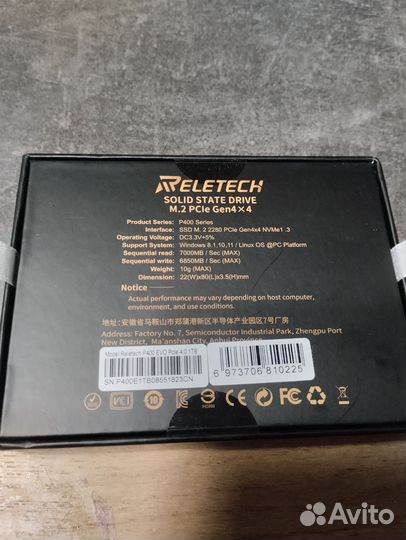 RELETECH
SOLID STATE DRIVE
M.2 PCIe Gen4×4
Product Series: P400 Series
Interface: SSD M. 2 2280 PCIe Gen4x4 NVMe1 .3
Operating Voltage: DC3.3V+5%
Support System: Windows 8.1,10,11 / Linux OS @PC Platform
Sequential read: 7000MB / Sec (MAX)
Sequential write: 6850MB / Sec (MAX)
Weight: 10g (MAX)
Dimension: 22(W)x80(L)x3.5(H)mm
Notice
Actual performance may vary depending on host computer,
environment, and use conditions.
地址: 安徽省马鞍山市郑蒲港新区半导体产业园区7号厂房
Address: Factory No. 7, Semiconductor Industrial Park, Zhengpu Port
New District, Ma'anshan City, Anhui Province
Model:Reletech P400 EVO Pcie 4.0 1TB
SN:P400E1TB08551823CN
6 973706 810225
10
CE
FC
Avito